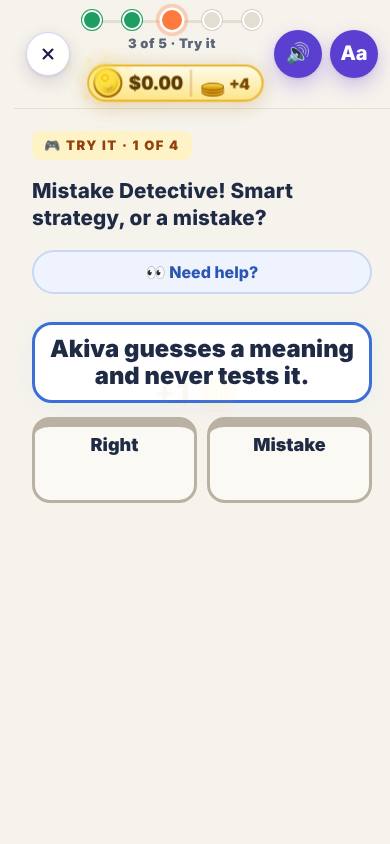 3 of 5 · Try it
$0.00
+4
Aa
TRY IT · 1 OF 4
Mistake Detective! Smart
strategy, or a mistake?
Need help?
Akiva guesses a meaning
and never tests it.
Right
Mistake